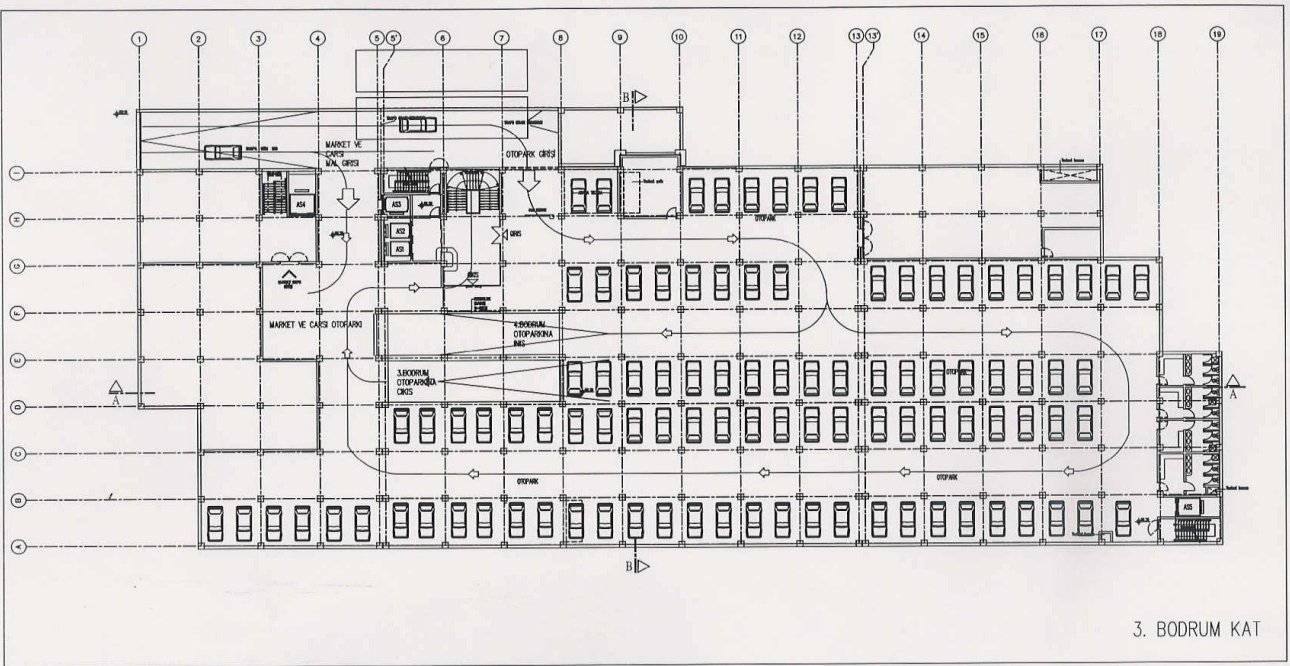 1
2
3
4
5
5'
6
7
8
9
10
11
12
13
13'
14
15
16
17
18
19
B
MARKET VE
ÇARŞI
MAL GİRİŞİ
OTOPARK GİRİŞİ
I
H
G
F
E
D
C
B
A
AS4
AS3
AS2
AS1
GİRİŞ
ÇIKIŞ
OTOPARK
MARKET VE ÇARŞI OTOPARKI
4.BODRUM
OTOPARKINA
İNİŞ
3.BODRUM
OTOPARKINA
ÇIKIŞ
OTOPARK
A
A
OTOPARK
OTOPARK
AS5
B
3. BODRUM KAT